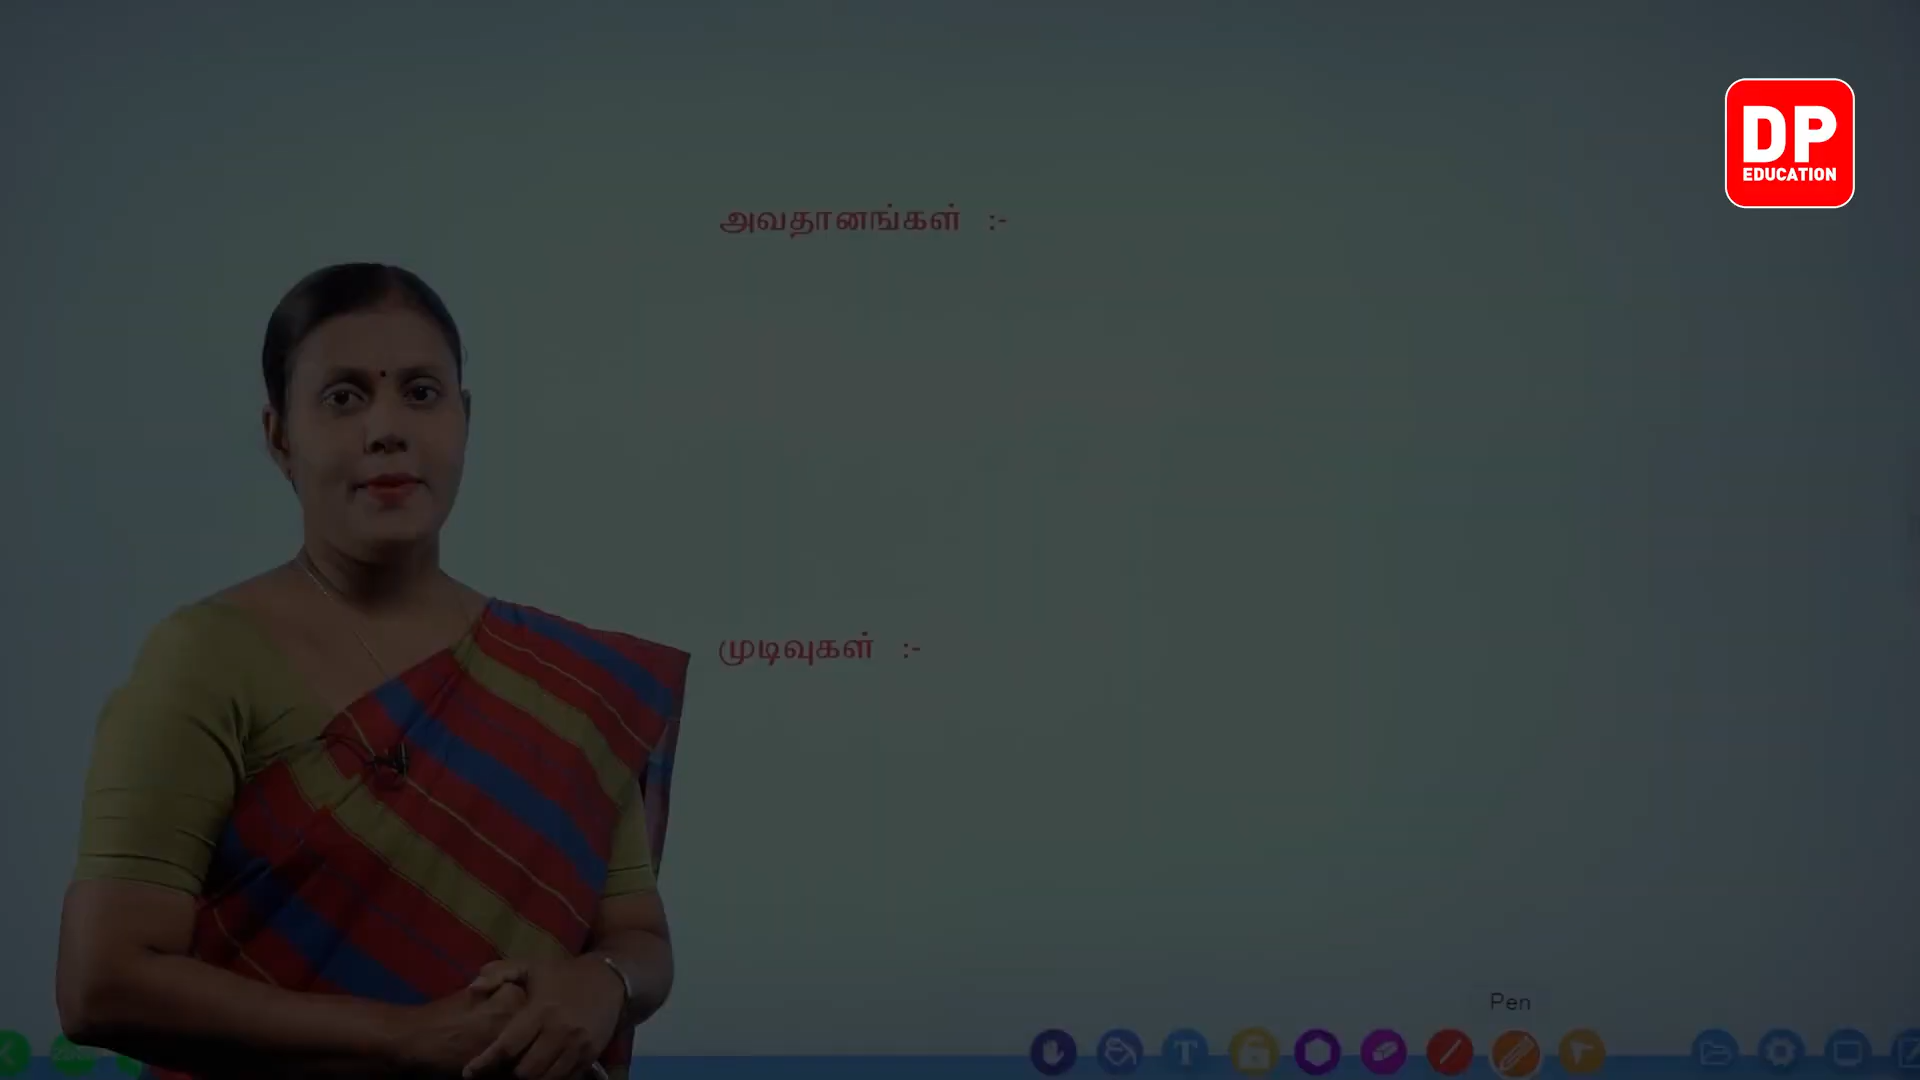 DP
EDUCATION
அவதானங்கள் :-
முடிவுகள் :-
Pen
T